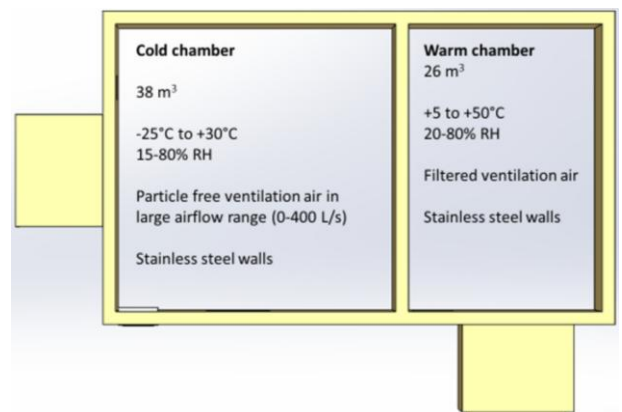 Cold chamber
38 m³
-25°C to +30°C
15-80% RH
Particle free ventilation air in
large airflow range (0-400 L/s)
Stainless steel walls
Warm chamber
26 m³
+5 to +50°C
20-80% RH
Filtered ventilation air
Stainless steel walls